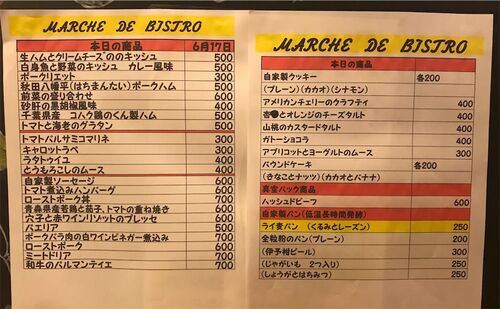 MARCHE DE BISTRO
本日の商品 6月17日
生ハムとクリームチーズのキッシュ 500
白身魚と野菜のキッシュ カレー風味 500
ポークリエット 300
秋田八幡平(はちまんたい)ポークハム 500
前菜の盛り合わせ 600
砂肝の黒胡椒風味 400
千葉県産 コハク鶏のくん製ハム 500
トマトと海老のグラタン 500
トマトバルサミコマリネ 300
キャロットラペ 300
ラタトゥイユ 300
とうもろこしのムース 400
自家製ソーセージ 600
トマト煮込みハンバーグ 600
ローストポーク丼 700
青森県産若鶏と茄子、トマトの重ね焼き 600
穴子と赤ワインリゾットのプレッセ 600
パエリア 500
ポークバラ肉の白ワインビネガー煮込み 600
ローストポーク 600
ミートドリア 300
和牛のパルマンティエ 700
MARCHE DE BISTRO
本日の商品
自家製クッキー 各200
(プレーン)(カカオ)(シナモン)
アメリカンチェリーのクラフティ 400
杏とオレンジのチーズタルト 400
山桃のカスタードタルト 400
ガトーショコラ 400
アプリコットとヨーグルトのムース 300
パウンドケーキ 各200
(きなことナッツ)(カカオとバナナ)
真空パック商品
ハッシュドビーフ 600
自家製パン(低温長時間発酵)
ライ麦パン (くるみとレーズン) 250
全粒粉のパン(プレーン) 200
(伊予柑ピール) 300
(じゃがいも 2つ入り) 250
(しょうがとはちみつ) 250